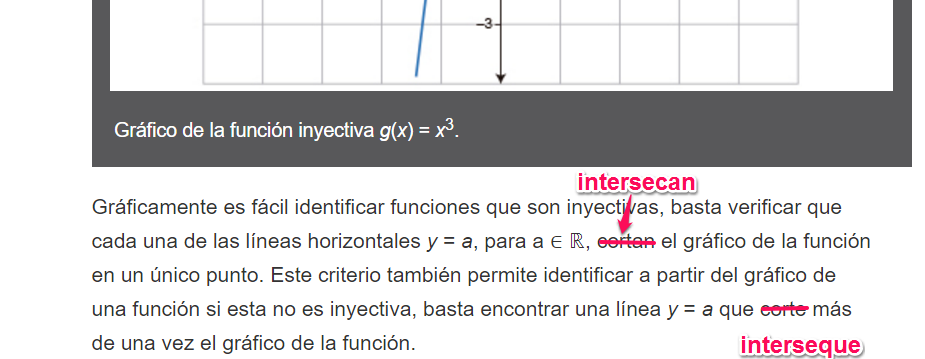 –3
Gráfico de la función inyectiva g(x) = x³.
intersecan
Gráficamente es fácil identificar funciones que son inyectivas, basta verificar que
cada una de las líneas horizontales y = a, para a ∈ ℝ, cortan el gráfico de la función
en un único punto. Este criterio también permite identificar a partir del gráfico de
una función si esta no es inyectiva, basta encontrar una línea y = a que corte más
de una vez el gráfico de la función.
interseque